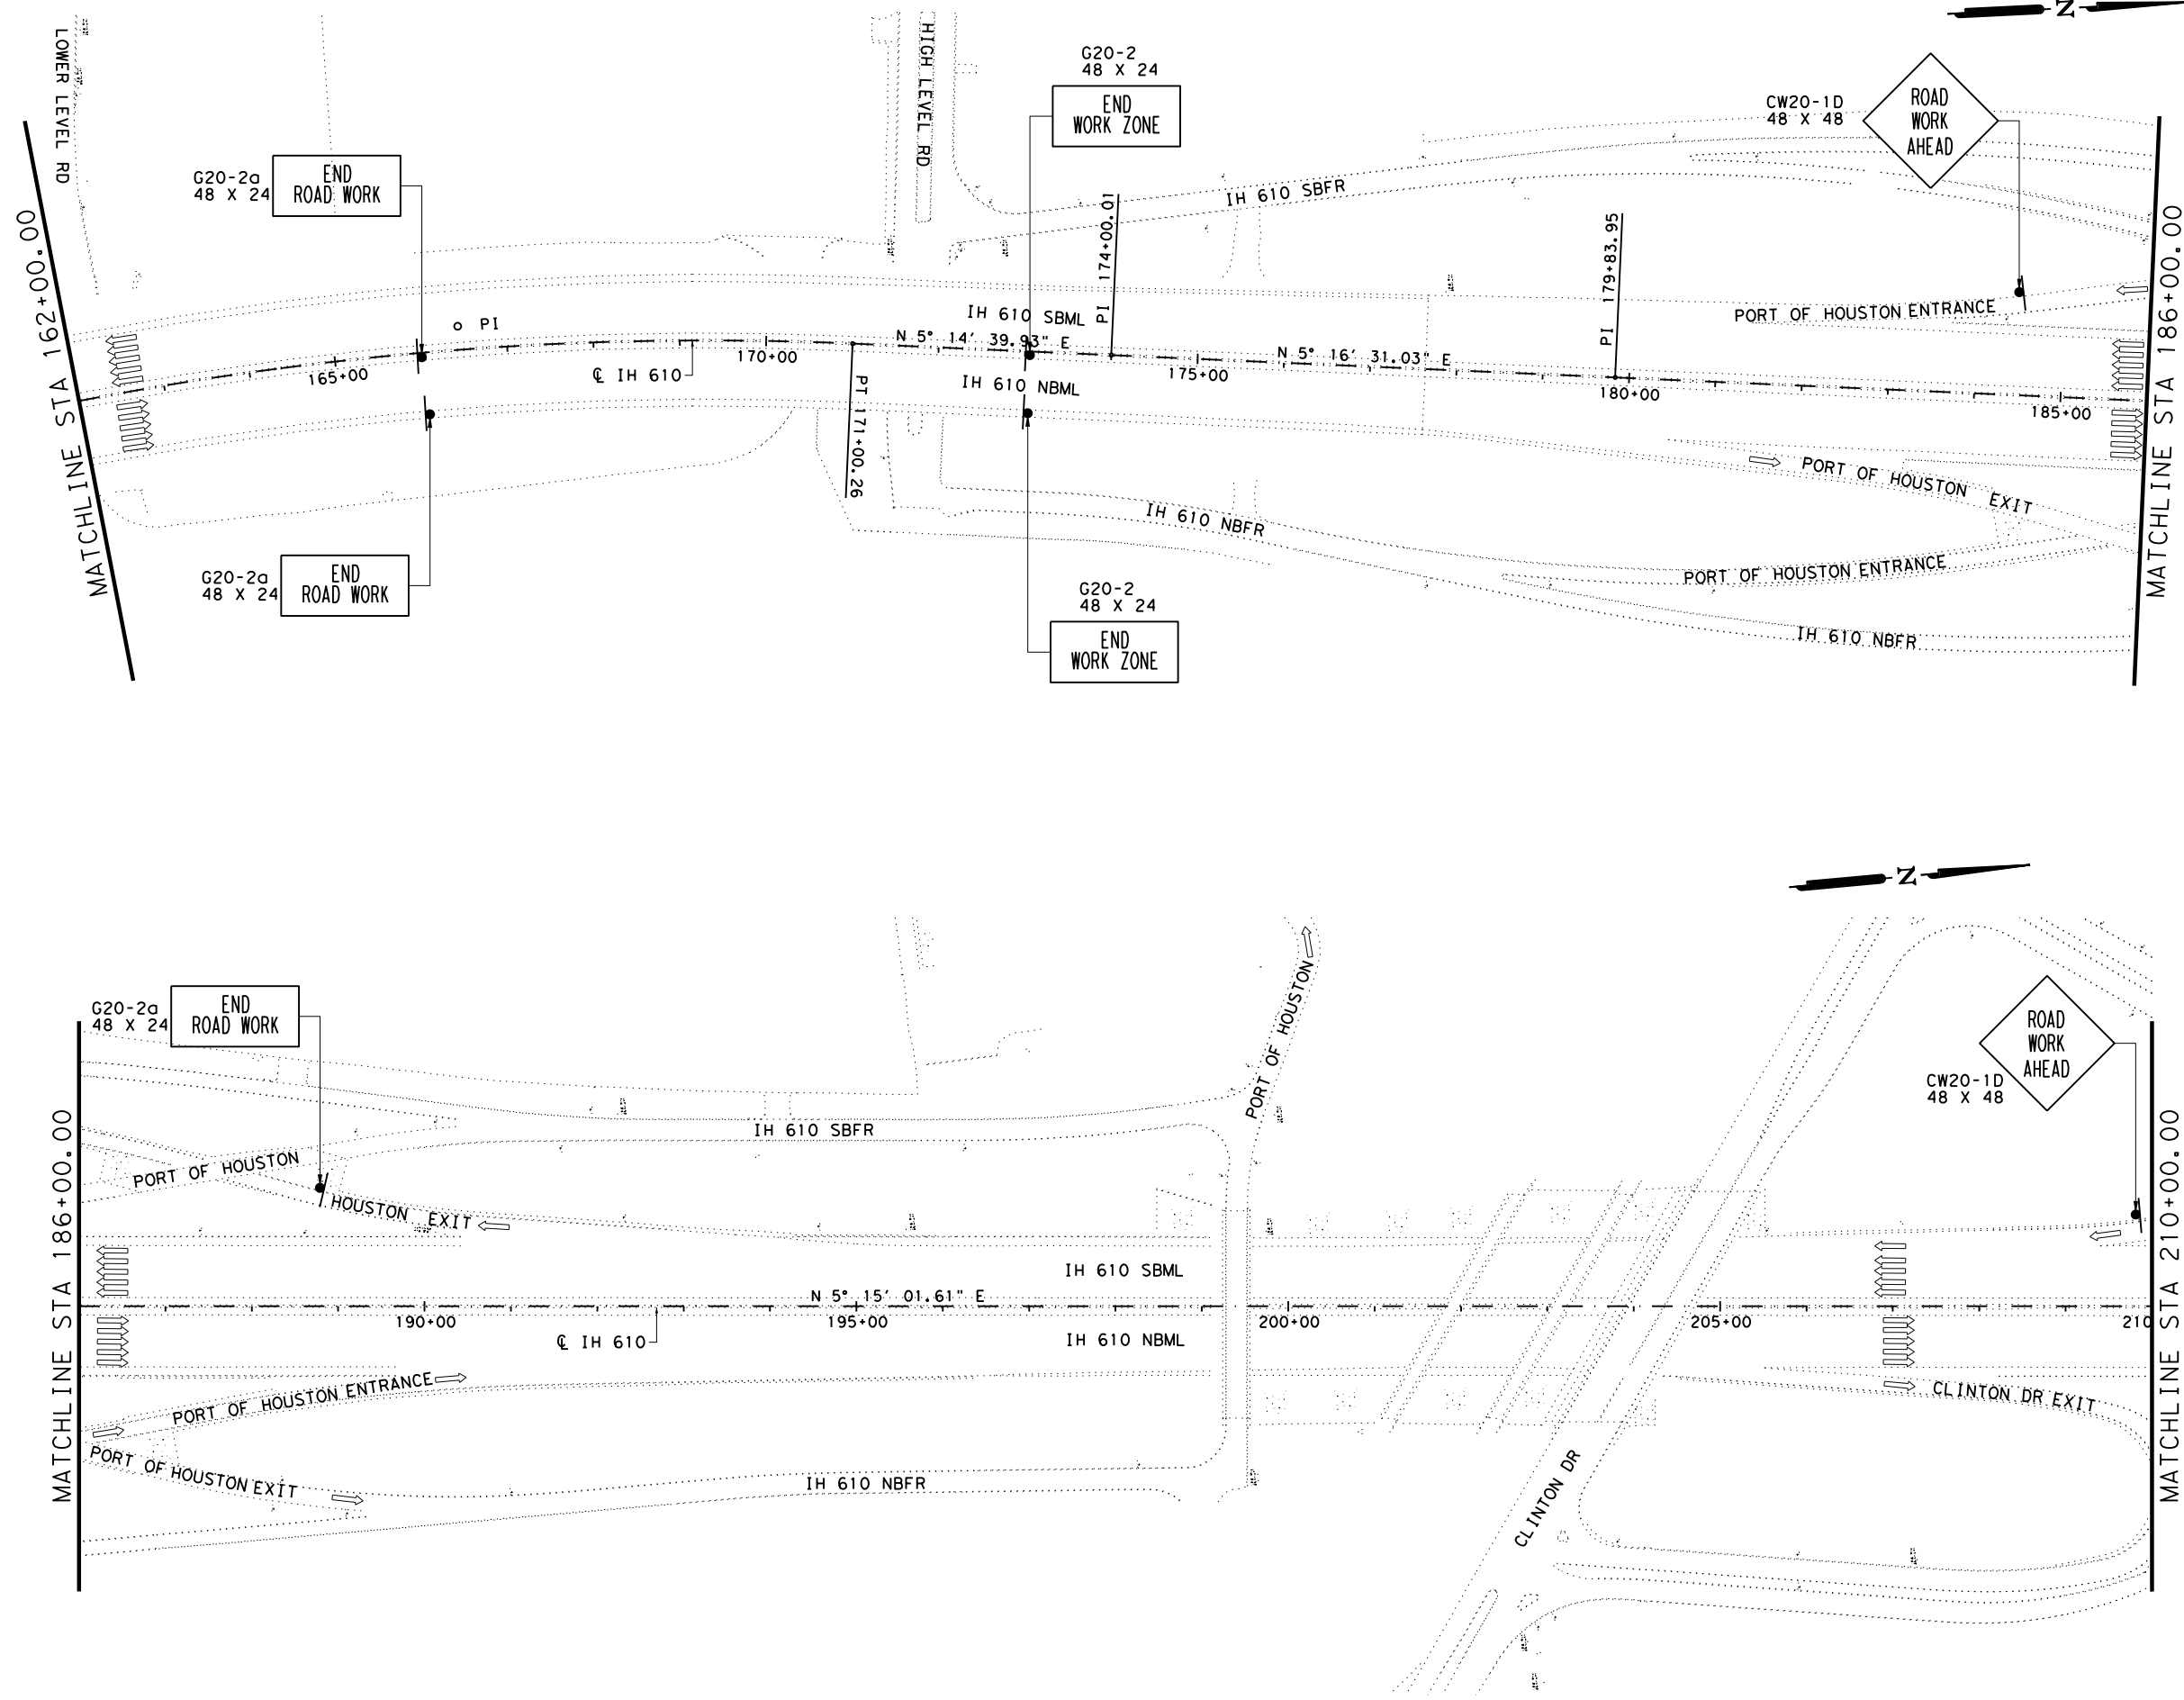 N
LOWER LEVEL RD
HIGH LEVEL RD
G20-2
48 X 24
END
WORK ZONE
CW20-1D
48 X 48
ROAD
WORK
AHEAD
G20-2a
48 X 24
END
ROAD WORK
IH 610 SBFR
MATCHLINE STA 162+00.00
PI 174+00.01
PI 179+83.95
MATCHLINE STA 186+00.00
PI
IH 610 SBML
PORT OF HOUSTON ENTRANCE
N 5° 14' 39.93" E
N 5° 16' 31.03" E
165+00
170+00
175+00
180+00
185+00
℄ IH 610
IH 610 NBML
PT 171+00.26
PORT OF HOUSTON EXIT
IH 610 NBFR
G20-2a
48 X 24
END
ROAD WORK
G20-2
48 X 24
END
WORK ZONE
PORT OF HOUSTON ENTRANCE
IH 610 NBFR
N
G20-2a
48 X 24
END
ROAD WORK
PORT OF HOUSTON
ROAD
WORK
AHEAD
CW20-1D
48 X 48
MATCHLINE STA 186+00.00
IH 610 SBFR
PORT OF HOUSTON
HOUSTON EXIT
IH 610 SBML
N 5° 15' 01.61" E
190+00
195+00
200+00
205+00
210
℄ IH 610
IH 610 NBML
MATCHLINE STA 210+00.00
PORT OF HOUSTON ENTRANCE
CLINTON DR EXIT
PORT OF HOUSTON EXIT
IH 610 NBFR
CLINTON DR